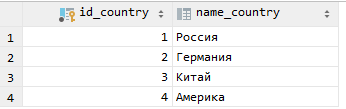 id_country name_country
1 1 Россия
2 2 Германия
3 3 Китай
4 4 Америка